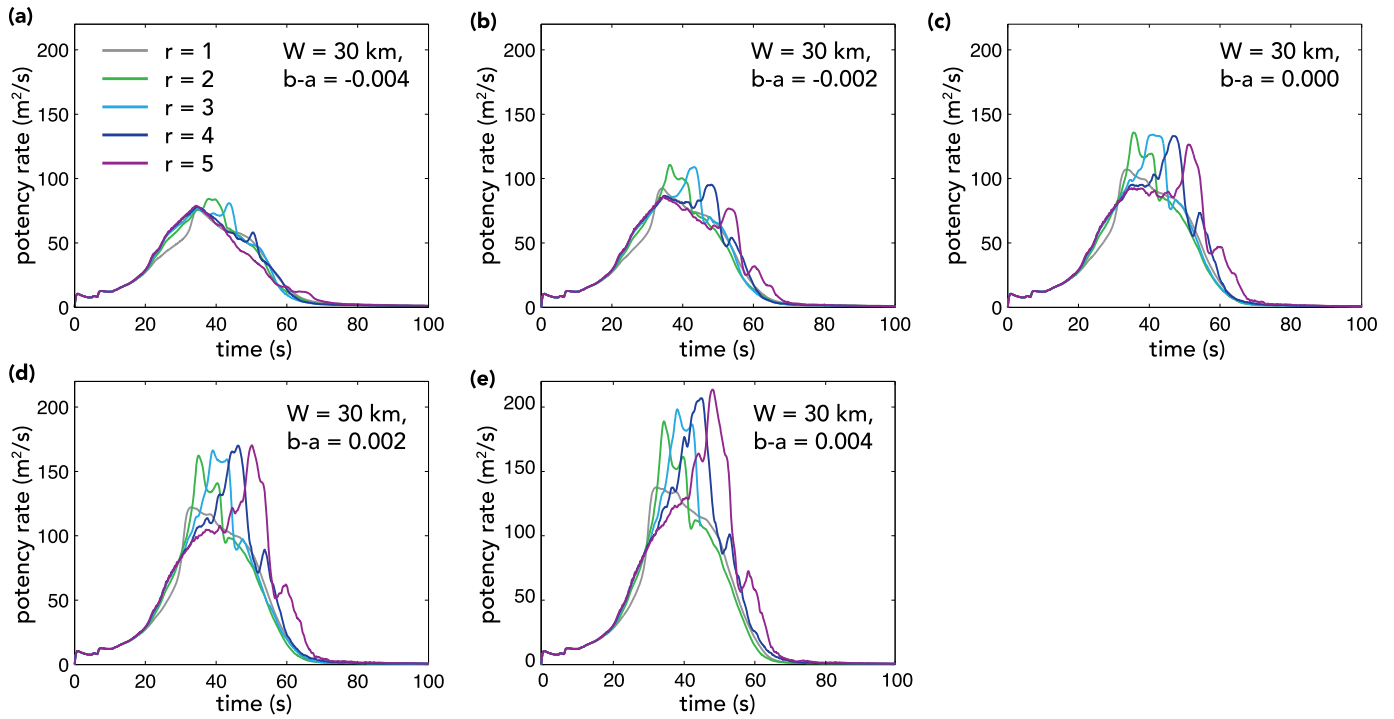 (a)
potency rate (m²/s)
200
150
100
50
0
r = 1
r = 2
r = 3
r = 4
r = 5
W = 30 km,
b-a = -0.004
0 20 40 60 80 100
time (s)
(b)
potency rate (m²/s)
200
150
100
50
0
W = 30 km,
b-a = -0.002
0 20 40 60 80 100
time (s)
(c)
potency rate (m²/s)
200
150
100
50
0
W = 30 km,
b-a = 0.000
0 20 40 60 80 100
time (s)
(d)
potency rate (m²/s)
200
150
100
50
0
W = 30 km,
b-a = 0.002
0 20 40 60 80 100
time (s)
(e)
potency rate (m²/s)
200
150
100
50
0
W = 30 km,
b-a = 0.004
0 20 40 60 80 100
time (s)